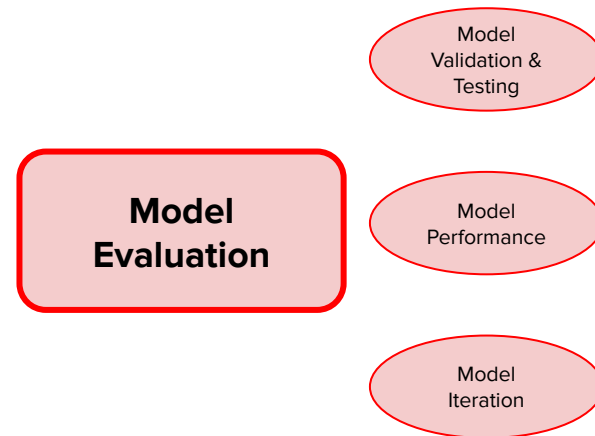 Model
Validation &
Testing
Model
Evaluation
Model
Performance
Model
Iteration